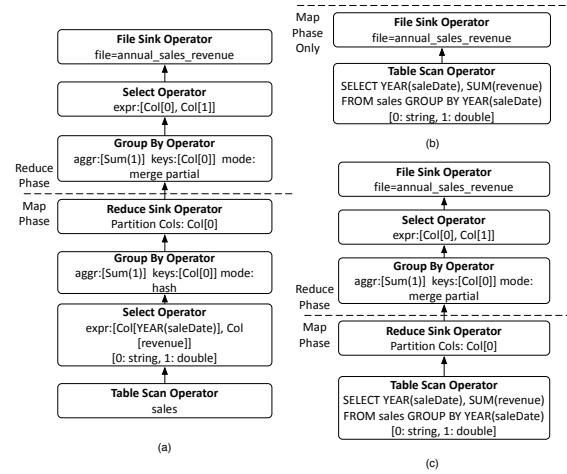 File Sink Operator
file=annual_sales_revenue
Select Operator
expr:[Col[0], Col[1]]
Group By Operator
aggr:[Sum(1)] keys:[Col[0]] mode:
merge partial
Reduce
Phase
Map
Phase
Reduce Sink Operator
Partition Cols: Col[0]
Group By Operator
aggr:[Sum(1)] keys:[Col[0]] mode:
hash
Select Operator
expr:[Col[YEAR(saleDate)], Col
[revenue]]
[0: string, 1: double]
Table Scan Operator
sales
(a)
Map
Phase
Only
File Sink Operator
file=annual_sales_revenue
Table Scan Operator
SELECT YEAR(saleDate), SUM(revenue)
FROM sales GROUP BY YEAR(saleDate)
[0: string, 1: double]
(b)
File Sink Operator
file=annual_sales_revenue
Select Operator
expr:[Col[0], Col[1]]
Group By Operator
aggr:[Sum(1)] keys:[Col[0]] mode:
merge partial
Reduce
Phase
Map
Phase
Reduce Sink Operator
Partition Cols: Col[0]
Table Scan Operator
SELECT YEAR(saleDate), SUM(revenue)
FROM sales GROUP BY YEAR(saleDate)
[0: string, 1: double]
(c)